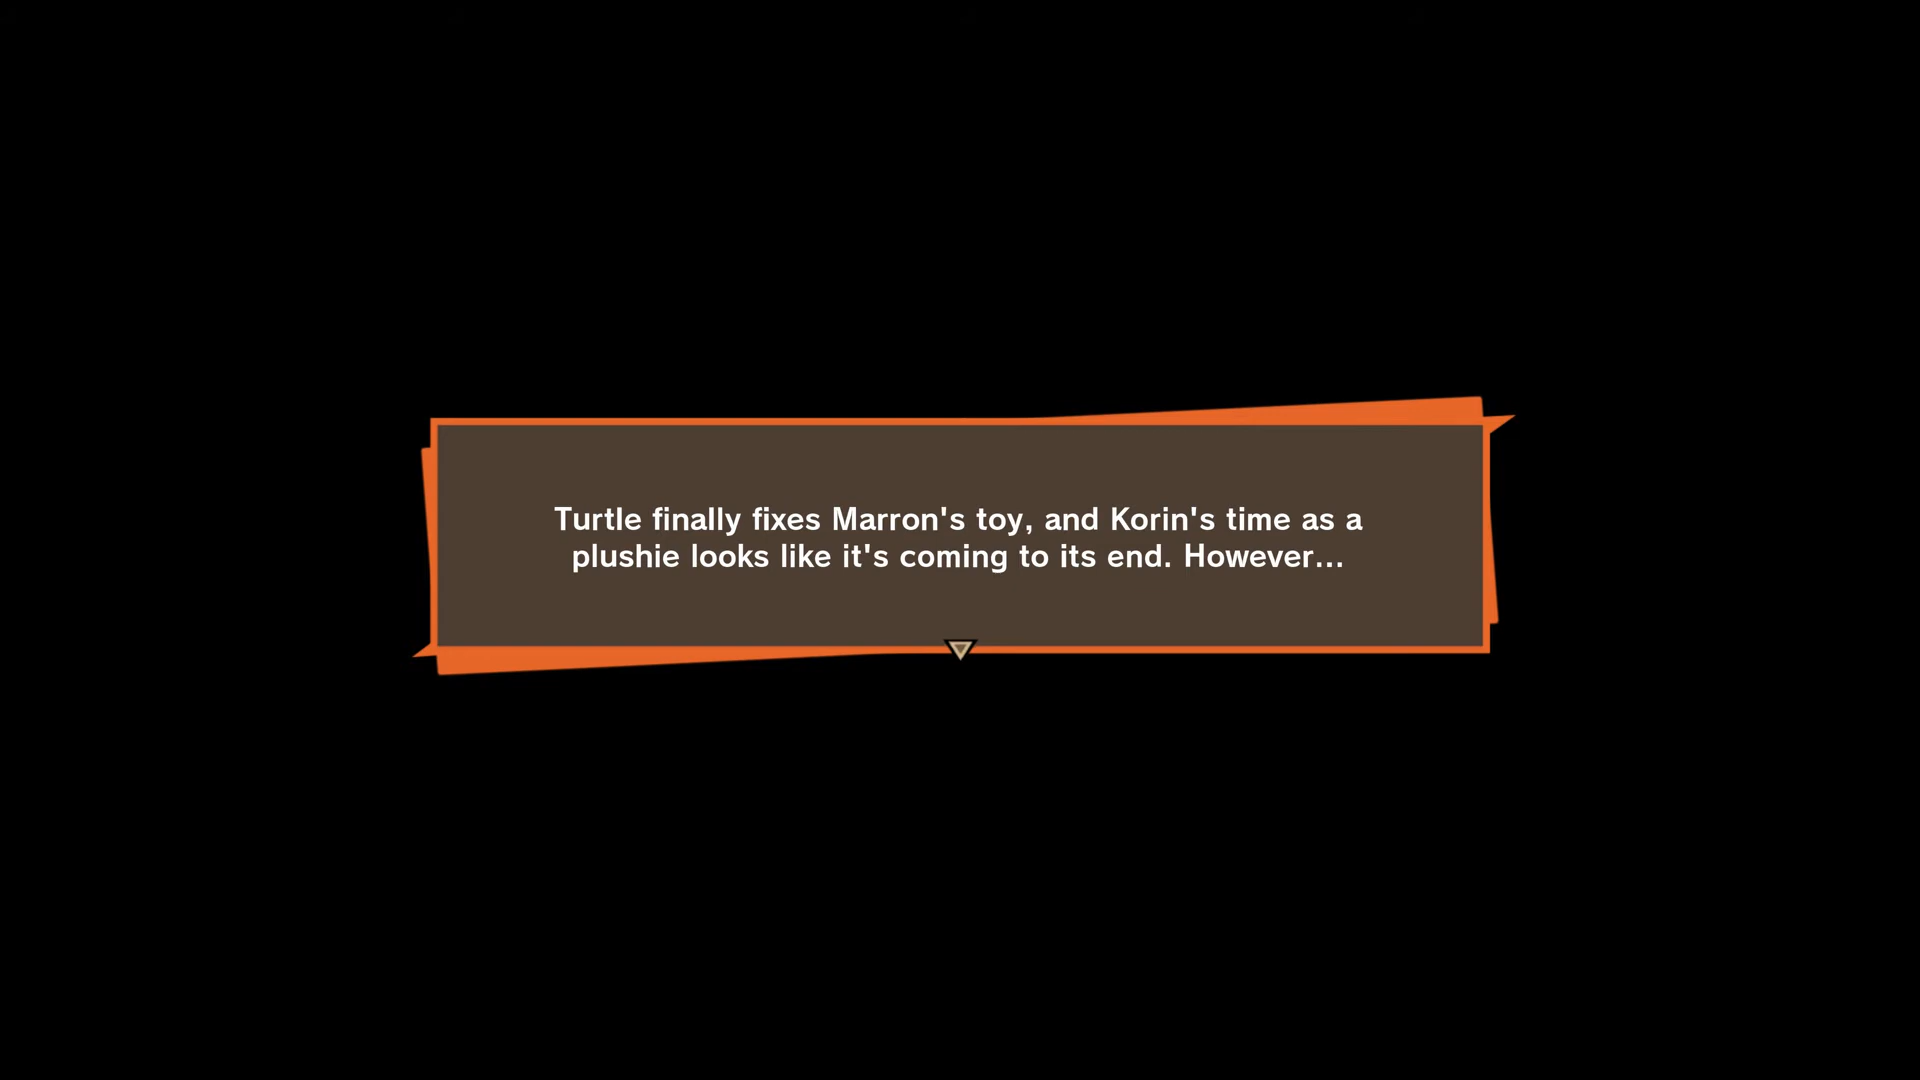 Turtle finally fixes Marron's toy, and Korin's time as a
plushie looks like it's coming to its end. However...